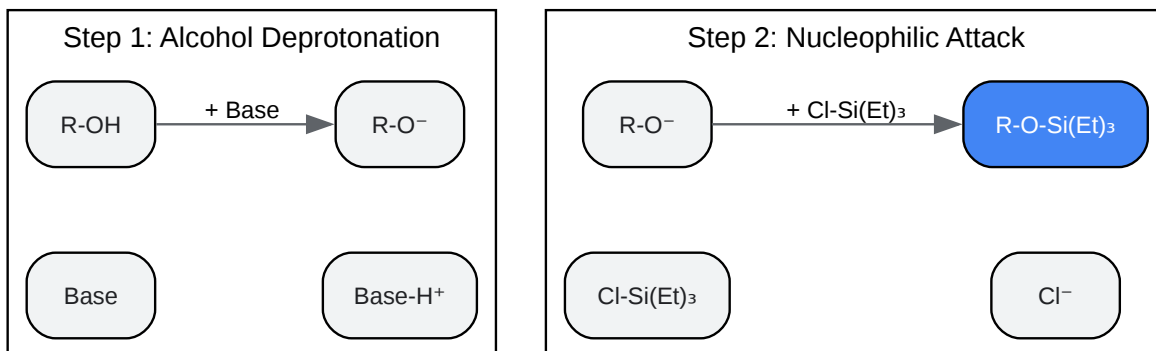 Step 1: Alcohol Deprotonation
R-OH
+ Base
R-O⁻
Base
Base-H⁺
Step 2: Nucleophilic Attack
R-O⁻
+ Cl-Si(Et)₃
R-O-Si(Et)₃
Cl-Si(Et)₃
Cl⁻